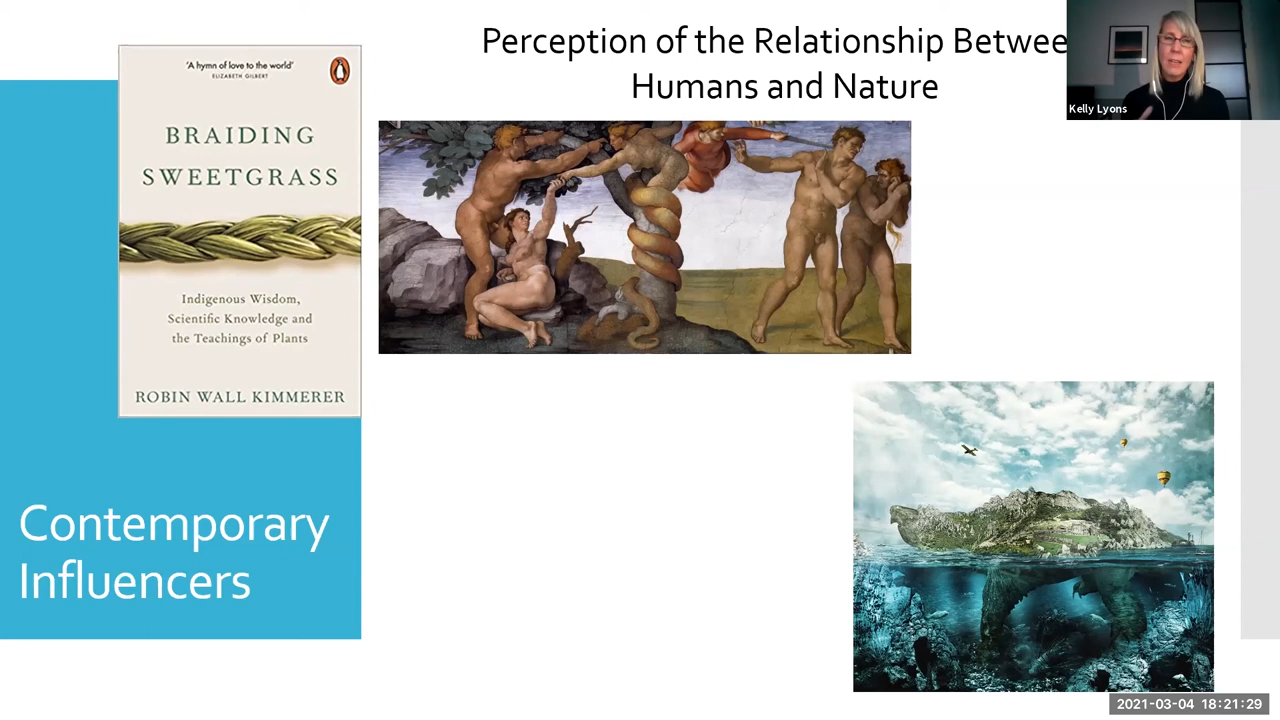 Perception of the Relationship Betwee
Humans and Nature
Kelly Lyons
'A hymn of love to the world'
ELIZABETH GILBERT
BRAIDING
SWEETGRASS
Indigenous Wisdom,
Scientific Knowledge and
the Teachings of Plants
ROBIN WALL KIMMERER
Contemporary
Influencers
2021-03-04 18:21:29